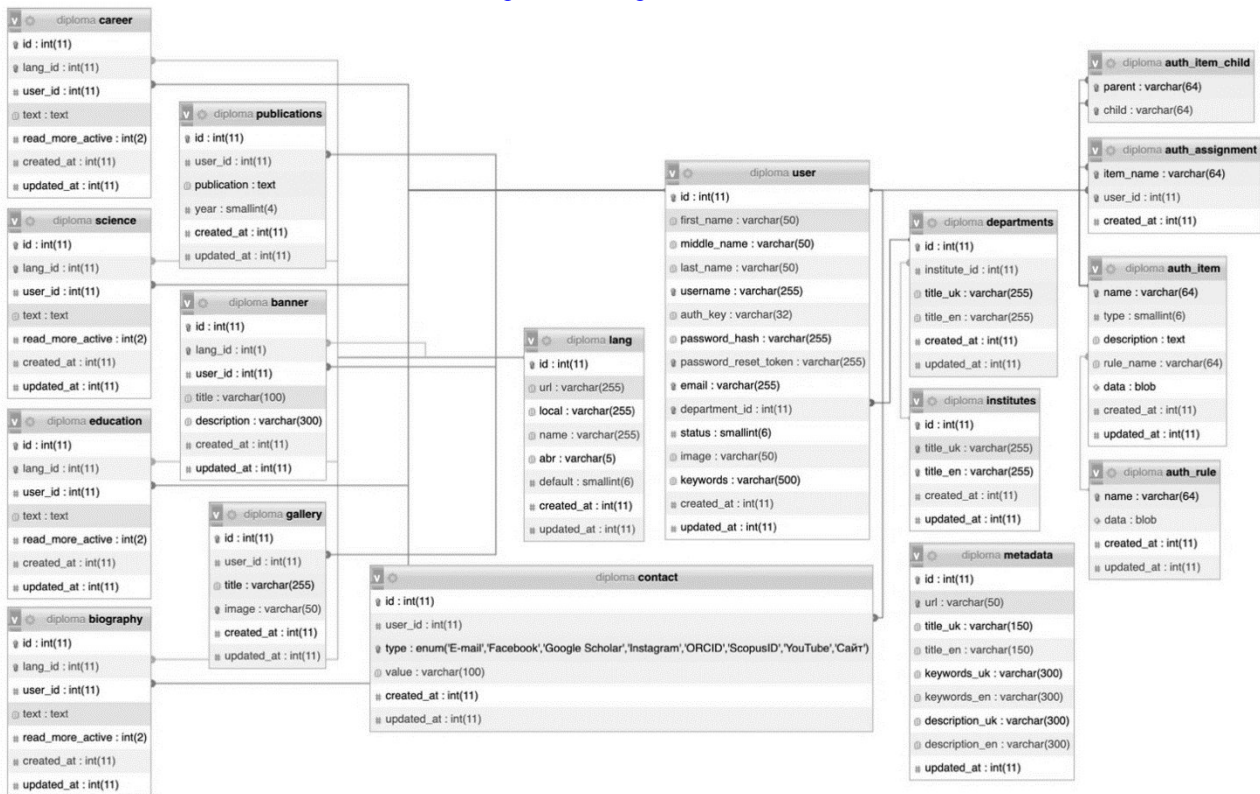 diploma career
id : int(11)
lang_id : int(11)
user_id : int(11)
text : text
read_more_active : int(2)
created_at : int(11)
updated_at : int(11)
diploma science
id : int(11)
lang_id : int(11)
user_id : int(11)
text : text
read_more_active : int(2)
created_at : int(11)
updated_at : int(11)
diploma education
id : int(11)
lang_id : int(11)
user_id : int(11)
text : text
read_more_active : int(2)
created_at : int(11)
updated_at : int(11)
diploma biography
id : int(11)
lang_id : int(11)
user_id : int(11)
text : text
read_more_active : int(2)
created_at : int(11)
updated_at : int(11)
diploma publications
id : int(11)
user_id : int(11)
publication : text
year : smallint(4)
created_at : int(11)
updated_at : int(11)
diploma banner
id : int(11)
lang_id : int(1)
user_id : int(11)
title : varchar(100)
description : varchar(300)
created_at : int(11)
updated_at : int(11)
diploma gallery
id : int(11)
user_id : int(11)
title : varchar(255)
image : varchar(50)
created_at : int(11)
updated_at : int(11)
diploma lang
id : int(11)
url : varchar(255)
local : varchar(255)
name : varchar(255)
abr : varchar(5)
default : smallint(6)
created_at : int(11)
updated_at : int(11)
diploma contact
id : int(11)
user_id : int(11)
type : enum('E-mail','Facebook','Google Scholar','Instagram','ORCID','ScopusID','YouTube','Сайт')
value : varchar(100)
created_at : int(11)
updated_at : int(11)
diploma user
id : int(11)
first_name : varchar(50)
middle_name : varchar(50)
last_name : varchar(50)
username : varchar(255)
auth_key : varchar(32)
password_hash : varchar(255)
password_reset_token : varchar(255)
email : varchar(255)
department_id : int(11)
status : smallint(6)
image : varchar(50)
keywords : varchar(500)
created_at : int(11)
updated_at : int(11)
diploma departments
id : int(11)
institute_id : int(11)
title_uk : varchar(255)
title_en : varchar(255)
created_at : int(11)
updated_at : int(11)
diploma institutes
id : int(11)
title_uk : varchar(255)
title_en : varchar(255)
created_at : int(11)
updated_at : int(11)
diploma metadata
id : int(11)
url : varchar(50)
title_uk : varchar(150)
title_en : varchar(150)
keywords_uk : varchar(300)
keywords_en : varchar(300)
description_uk : varchar(300)
description_en : varchar(300)
updated_at : int(11)
diploma auth_item_child
parent : varchar(64)
child : varchar(64)
diploma auth_assignment
item_name : varchar(64)
user_id : int(11)
created_at : int(11)
diploma auth_item
name : varchar(64)
type : smallint(6)
description : text
rule_name : varchar(64)
data : blob
created_at : int(11)
updated_at : int(11)
diploma auth_rule
name : varchar(64)
data : blob
created_at : int(11)
updated_at : int(11)